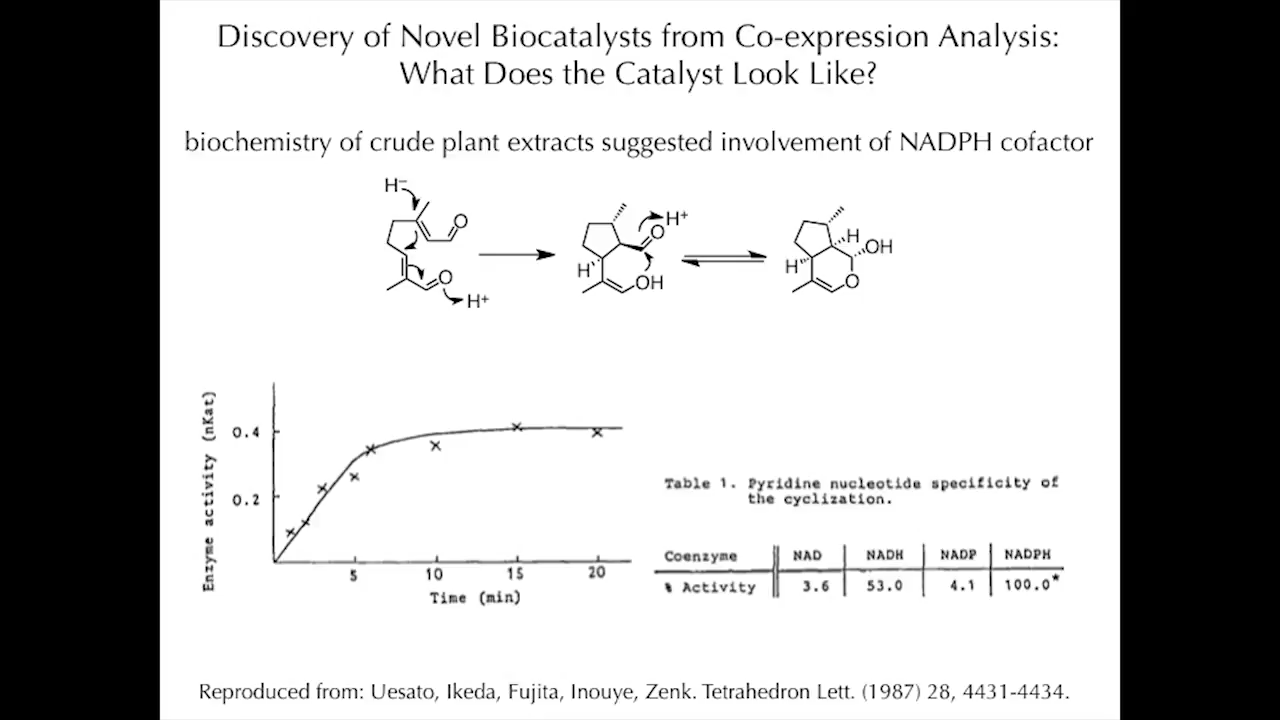 Discovery of Novel Biocatalysts from Co-expression Analysis:
What Does the Catalyst Look Like?
biochemistry of crude plant extracts suggested involvement of NADPH cofactor
H⁻
O
O
H⁺
H⁺
O
H
OH
H
OH
H
O
Enzyme activity (nKat)
0.4
0.2
5 10 15 20
Time (min)
Table 1. Pyridine nucleotide specificity of
the cyclization.
Coenzyme NAD NADH NADP NADPH
% Activity 3.6 53.0 4.1 100.0*
Reproduced from: Uesato, Ikeda, Fujita, Inouye, Zenk. Tetrahedron Lett. (1987) 28, 4431-4434.